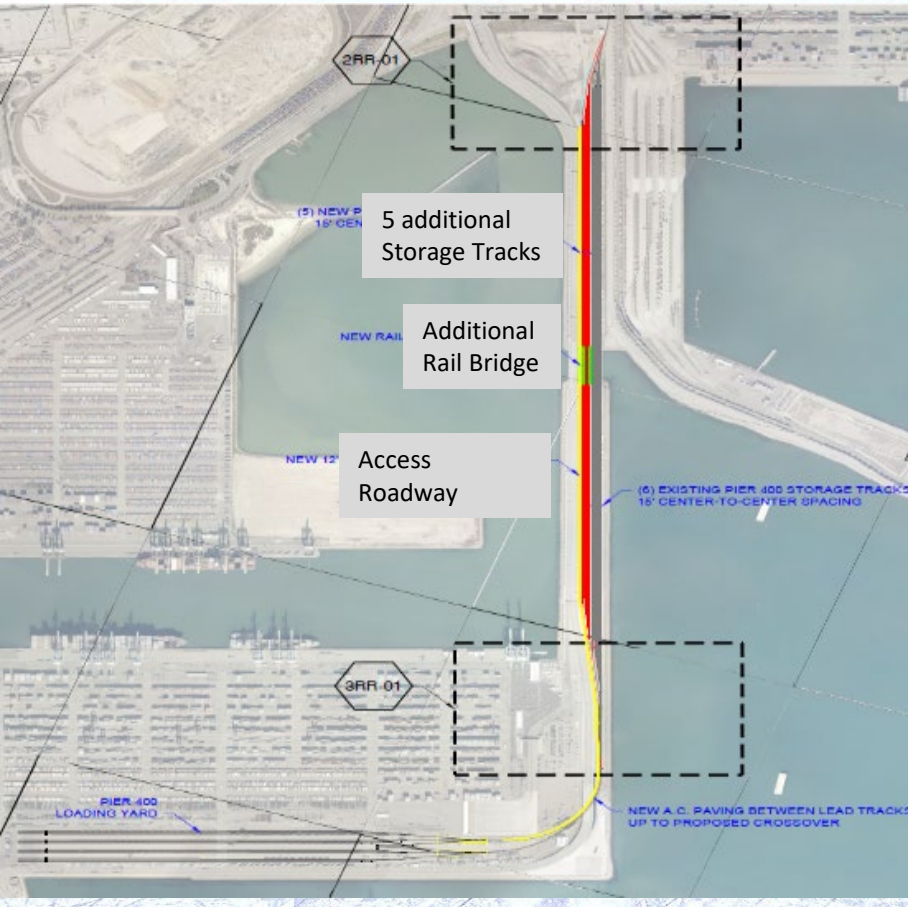 2RR-01
(5) NEW P
15' CEN
5 additional
Storage Tracks
NEW RAIL
Additional
Rail Bridge
NEW 12'
Access
Roadway
(6) EXISTING PIER 400 STORAGE TRACKS
15' CENTER-TO-CENTER SPACING
3RR-01
PIER 400
LOADING YARD
NEW A.C. PAVING BETWEEN LEAD TRACKS
UP TO PROPOSED CROSSOVER